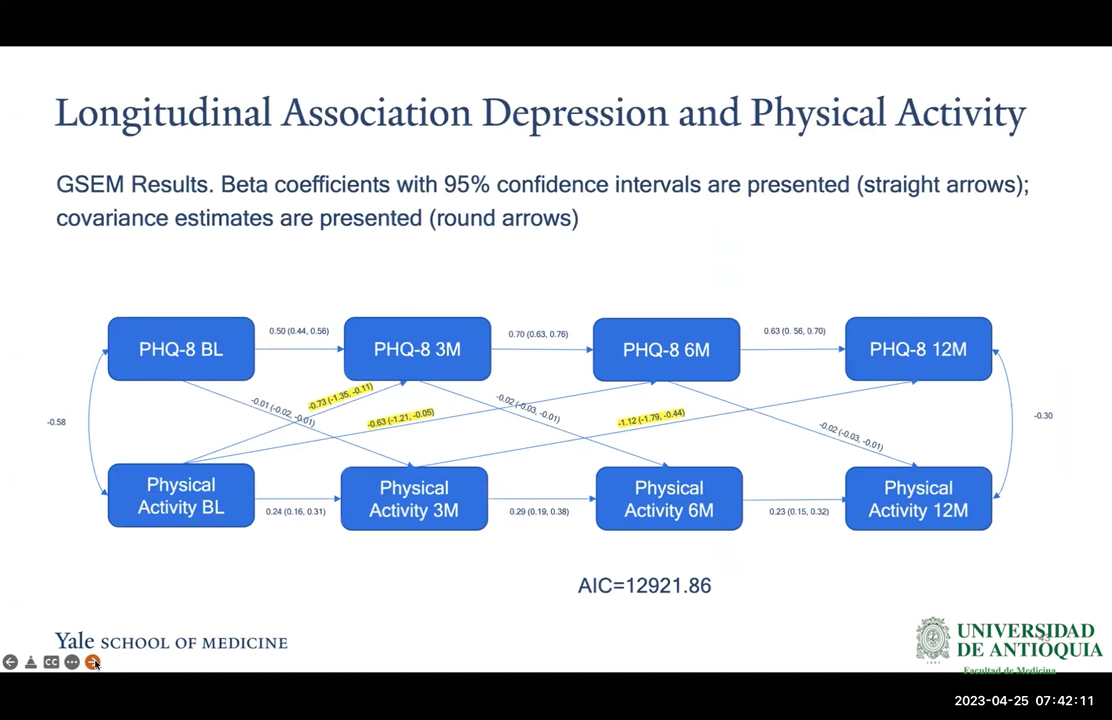 Longitudinal Association Depression and Physical Activity
GSEM Results. Beta coefficients with 95% confidence intervals are presented (straight arrows);
covariance estimates are presented (round arrows)
PHQ-8 BL
0.50 (0.44, 0.56)
PHQ-8 3M
0.70 (0.63, 0.76)
PHQ-8 6M
0.63 (0. 56, 0.70)
PHQ-8 12M
-0.58
-0.01 (-0.02, -0.01)
-0.73 (-1.35, -0.11)
-0.63 (-1.21, -0.05)
-0.02 (-0.03, -0.01)
-1.12 (-1.79, -0.44)
-0.02 (-0.03, -0.01)
-0.30
Physical
Activity BL
0.24 (0.16, 0.31)
Physical
Activity 3M
0.29 (0.19, 0.38)
Physical
Activity 6M
0.23 (0.15, 0.32)
Physical
Activity 12M
AIC=12921.86
Yale SCHOOL OF MEDICINE
CC
UNIVERSIDAD
DE ANTIOQUIA
Facultad de Medicina
2023-04-25 07:42:11